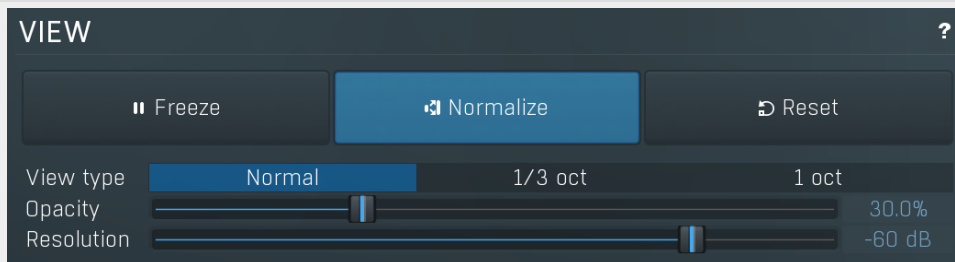 VIEW ?
Freeze Normalize Reset
View type Normal 1/3 oct 1 oct
Opacity 30.0%
Resolution -60 dB